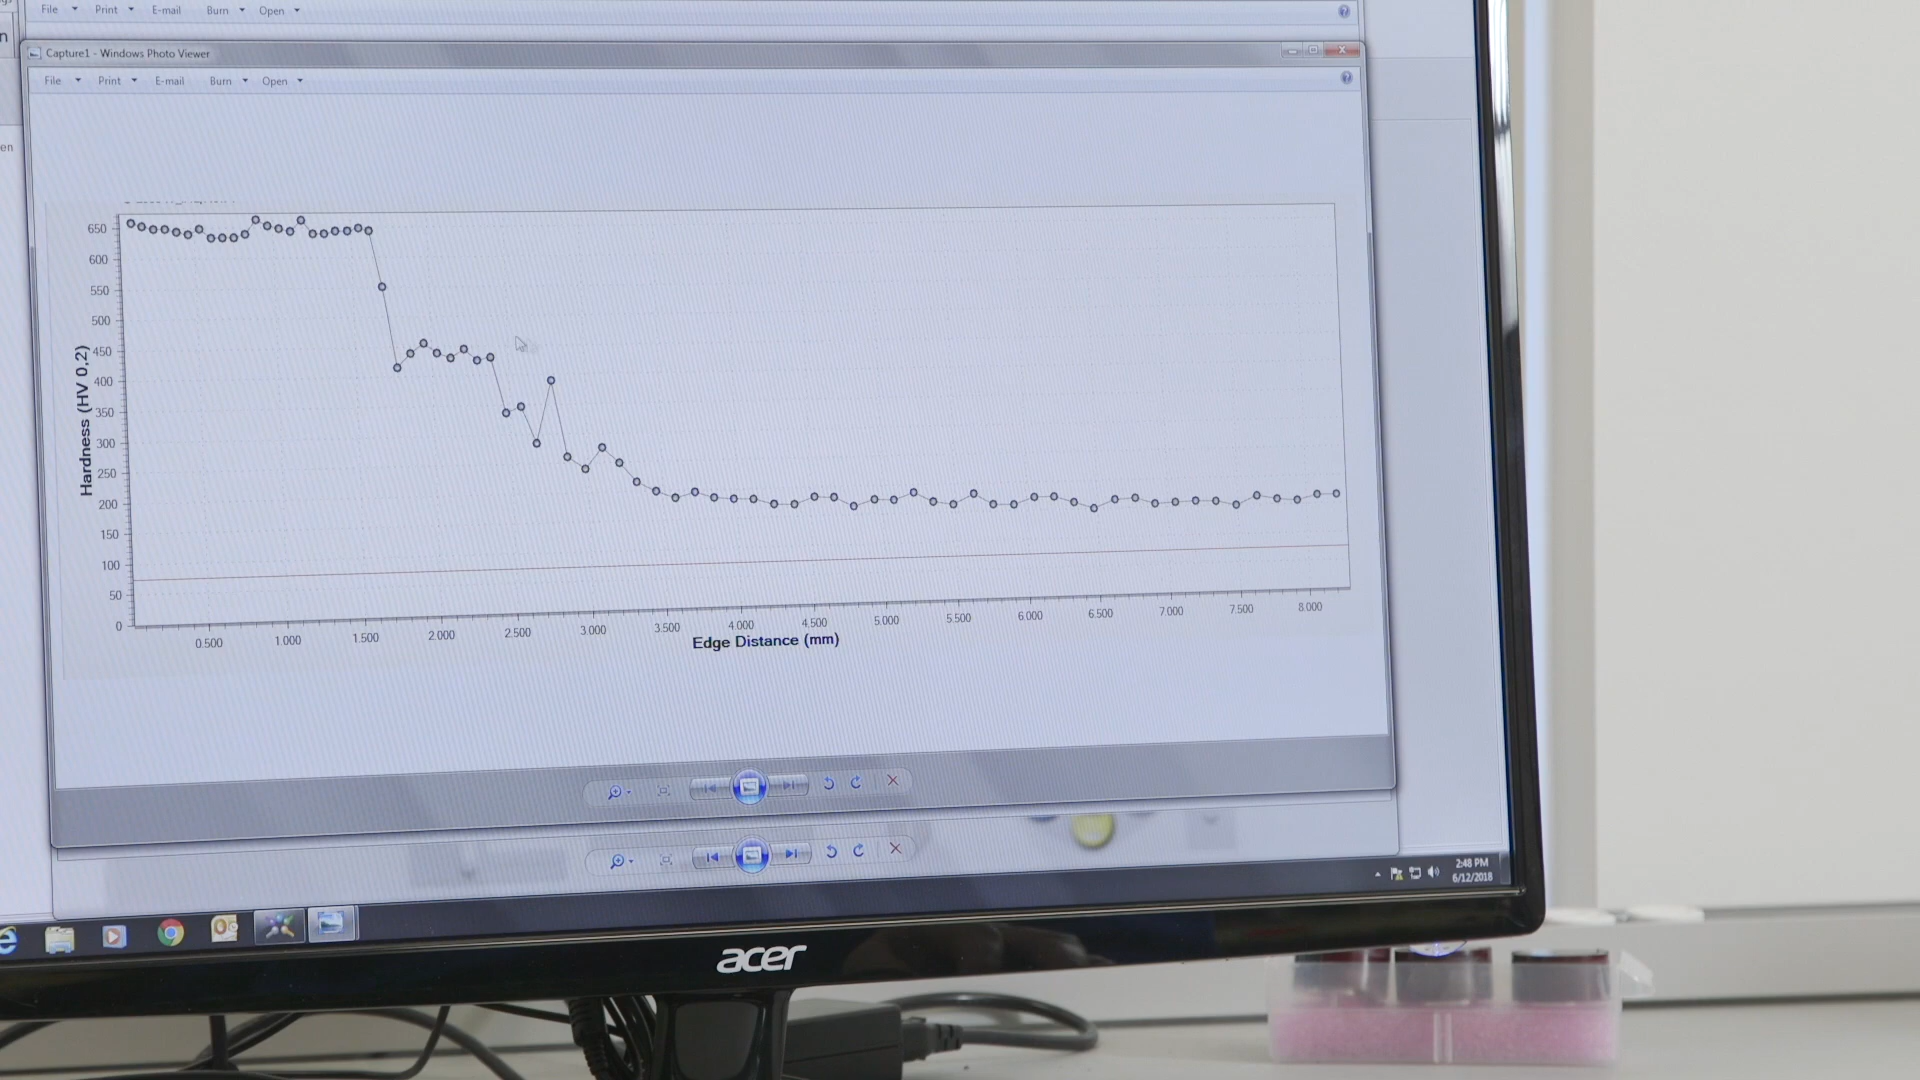 File Print E-mail Burn Open
Capture1 - Windows Photo Viewer
File Print E-mail Burn Open
en
650
600
550
500
450
400
350
300
250
200
150
100
50
0
Hardness (HV 0,2)
0.500 1.000 1.500 2.000 2.500 3.000 3.500 4.000 4.500 5.000 5.500 6.000 6.500 7.000 7.500 8.000
Edge Distance (mm)
2:48 PM
6/12/2018
acer